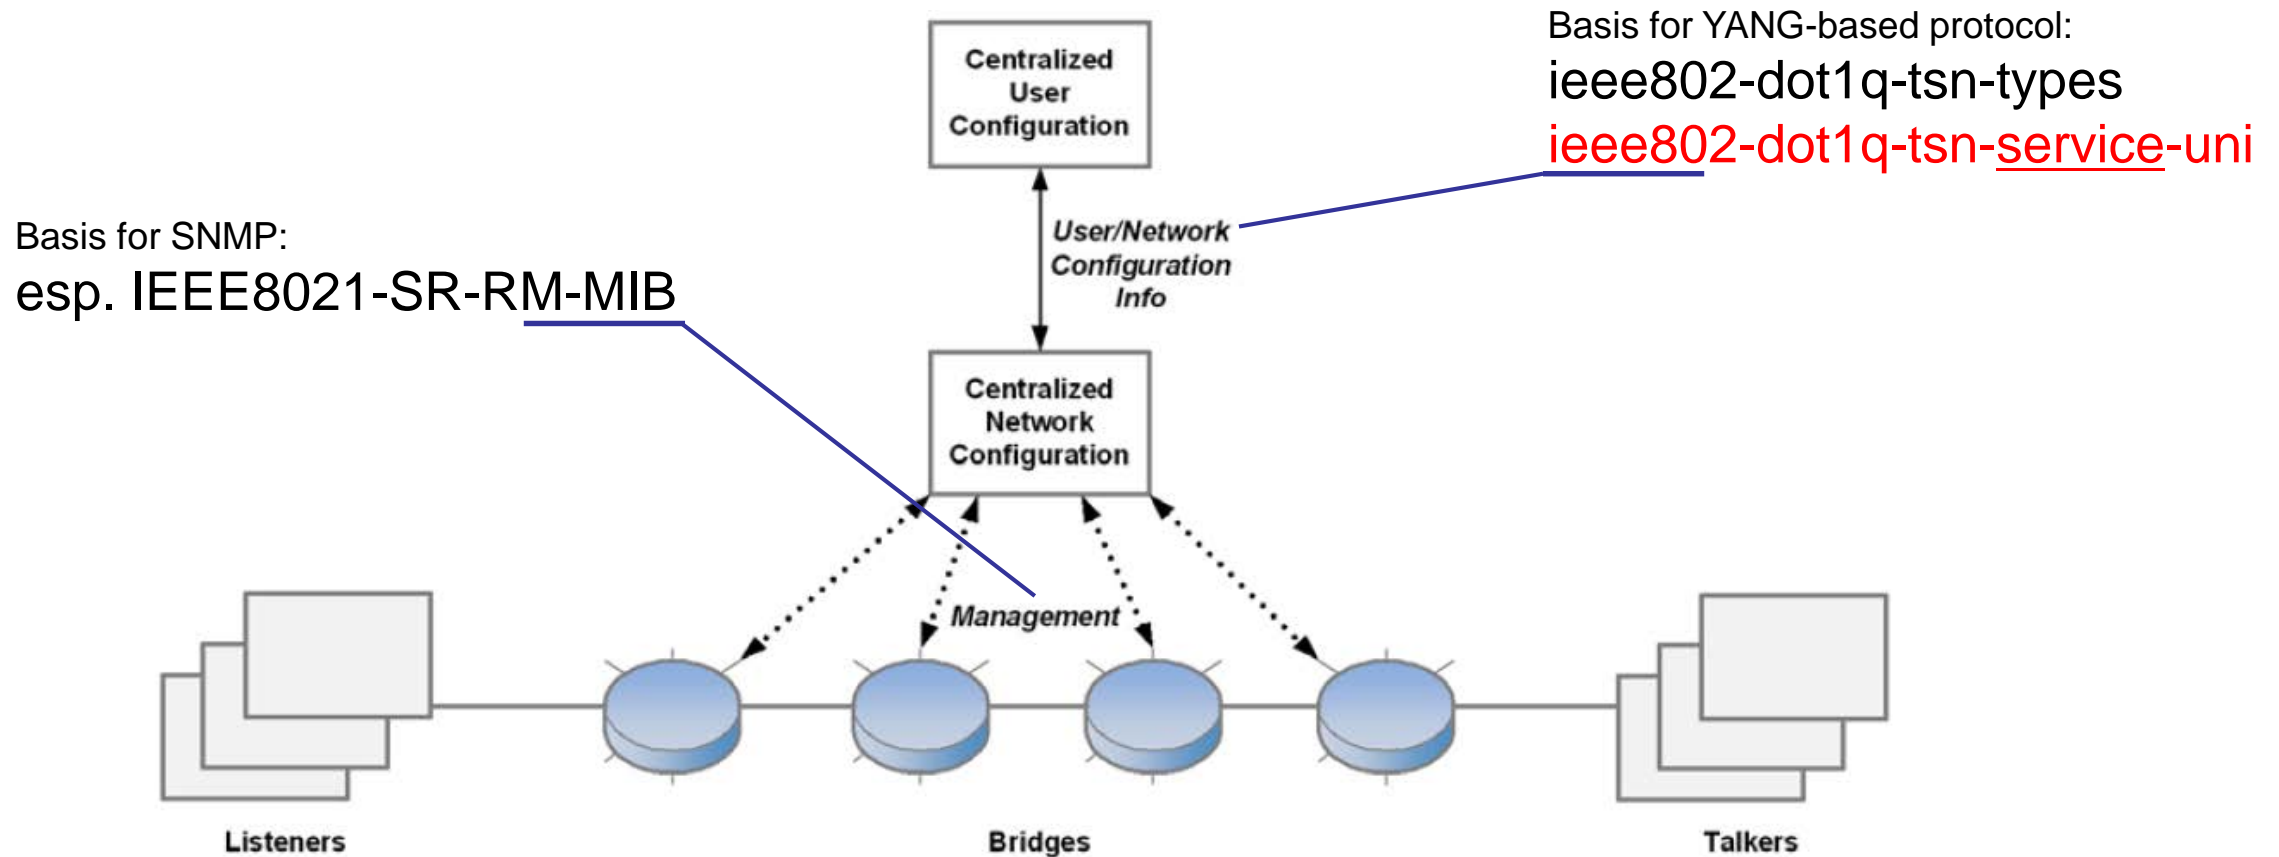 Basis for YANG-based protocol:
ieee802-dot1q-tsn-types
ieee802-dot1q-tsn-service-uni
Centralized
User
Configuration
User/Network
Configuration
Info
Basis for SNMP:
esp. IEEE8021-SR-RM-MIB
Centralized
Network
Configuration
Management
Listeners
Bridges
Talkers